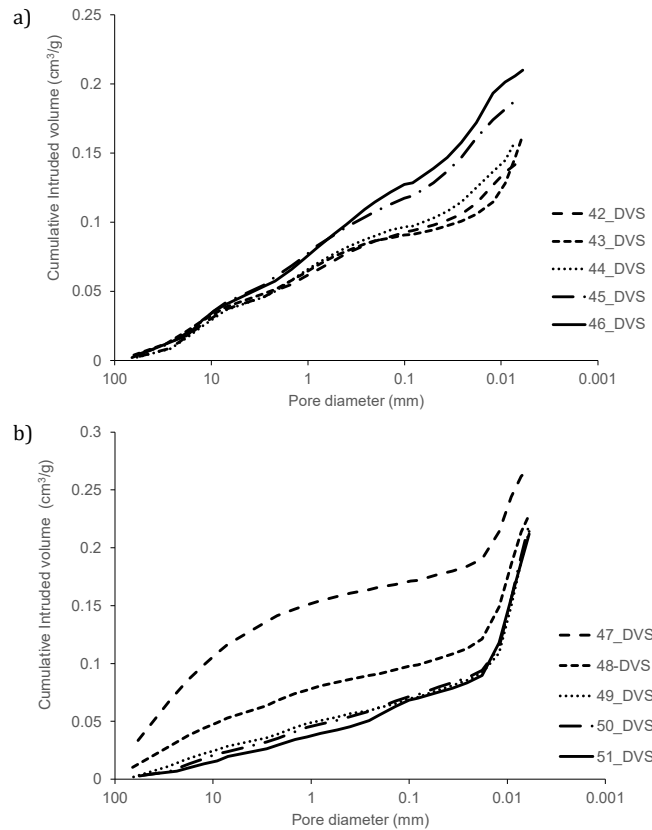 a)
Cumulative Intruded volume (cm³/g)
0.25
0.2
0.15
0.1
0.05
0
100
10
1
0.1
0.01
0.001
Pore diameter (mm)
42_DVS
43_DVS
44_DVS
45_DVS
46_DVS
b)
Cumulative Intruded volume (cm³/g)
0.3
0.25
0.2
0.15
0.1
0.05
0
100
10
1
0.1
0.01
0.001
Pore diameter (mm)
47_DVS
48-DVS
49_DVS
50_DVS
51_DVS